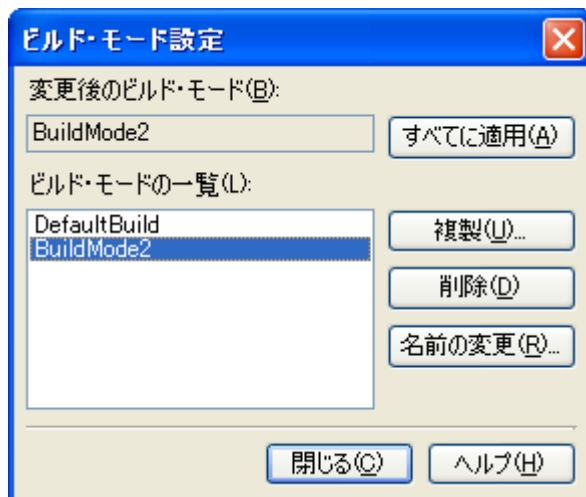 ビルド・モード設定
変更後のビルド・モード(B):
BuildMode2
すべてに適用(A)
ビルド・モードの一覧(L):
DefaultBuild
BuildMode2
複製(U)...
削除(D)
名前の変更(R)...
閉じる(C)
ヘルプ(H)